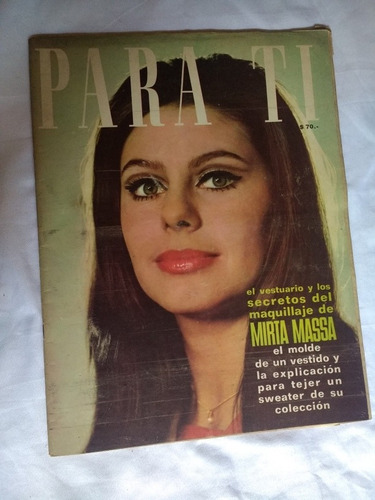 PARA TI
$ 70.-
el vestuario y los
secretos del
maquillaje de
MIRTA MASSA
el molde
de un vestido y
la explicación
para tejer un
sweater de su
colección